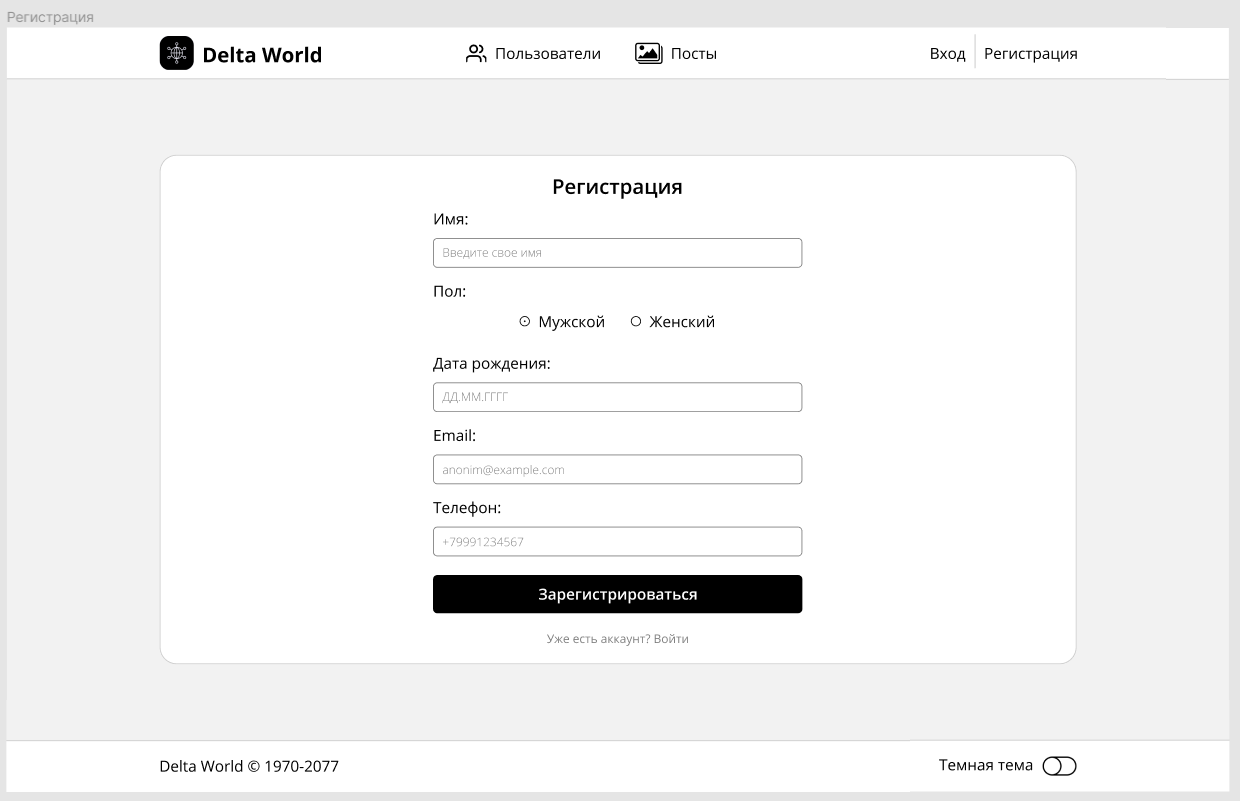 Регистрация
Delta World Пользователи Посты Вход Регистрация
Регистрация
Имя:
Введите свое имя
Пол:
Мужской Женский
Дата рождения:
ДД.ММ.ГГГГ
Email:
anonim@example.com
Телефон:
+79991234567
Зарегистрироваться
Уже есть аккаунт? Войти
Delta World © 1970-2077 Темная тема